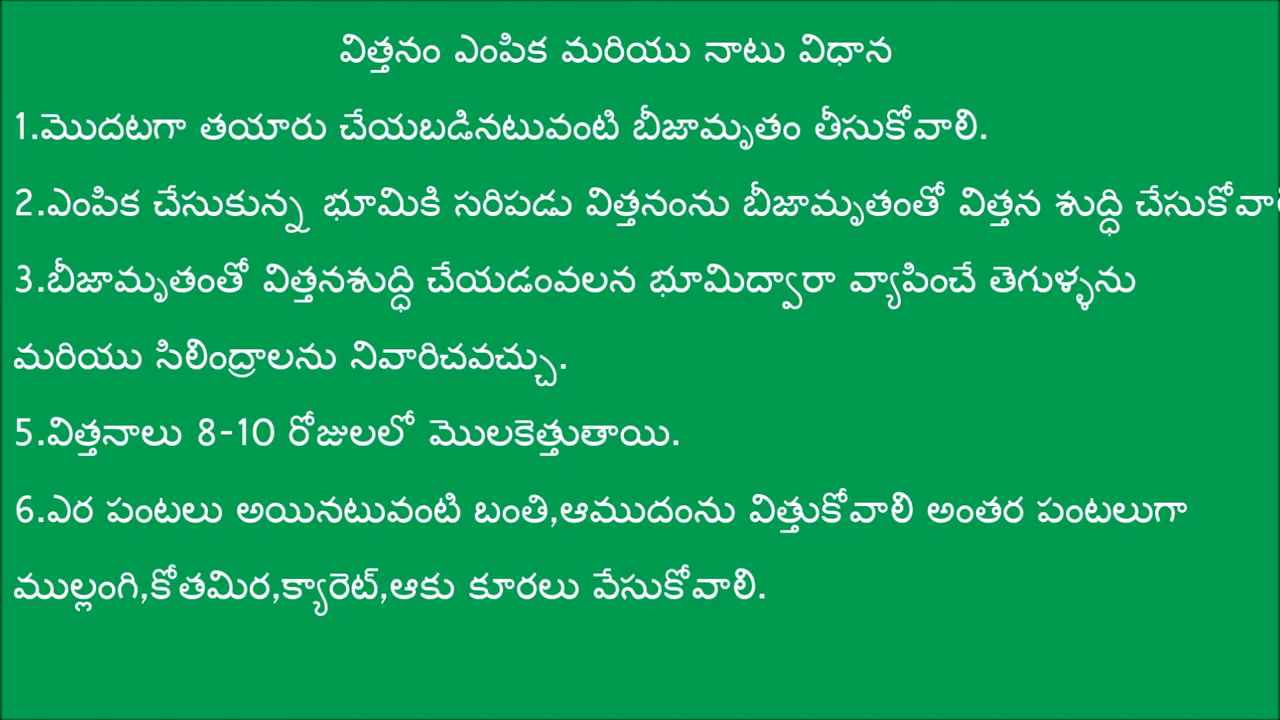 విత్తనం ఎంపిక మరియు నాటు విధాన
1.మొదటగా తయారు చేయబడినటువంటి బీజామృతం తీసుకోవాలి.
2.ఎంపిక చేసుకున్న భూమికి సరిపడు విత్తనంను బీజామృతంతో విత్తన శుద్ధి
3.బీజామృతంతో విత్తనశుద్ధి చేయడంవలన భూమిద్వారా వ్యాపించే తెగుళ్ళను
మరియు సిలింద్రాలను నివారిచవచ్చు.
5.విత్తనాలు 8-10 రోజులలో మొలకెత్తుతాయి.
6.ఎర పంటలు అయినటువంటి బంతి,ఆముదంను విత్తుకోవాలి అంతర పంటలుగా
ముల్లంగి,కోతమిర,క్యారెట్,ఆకు కూరలు వేసుకోవాలి.